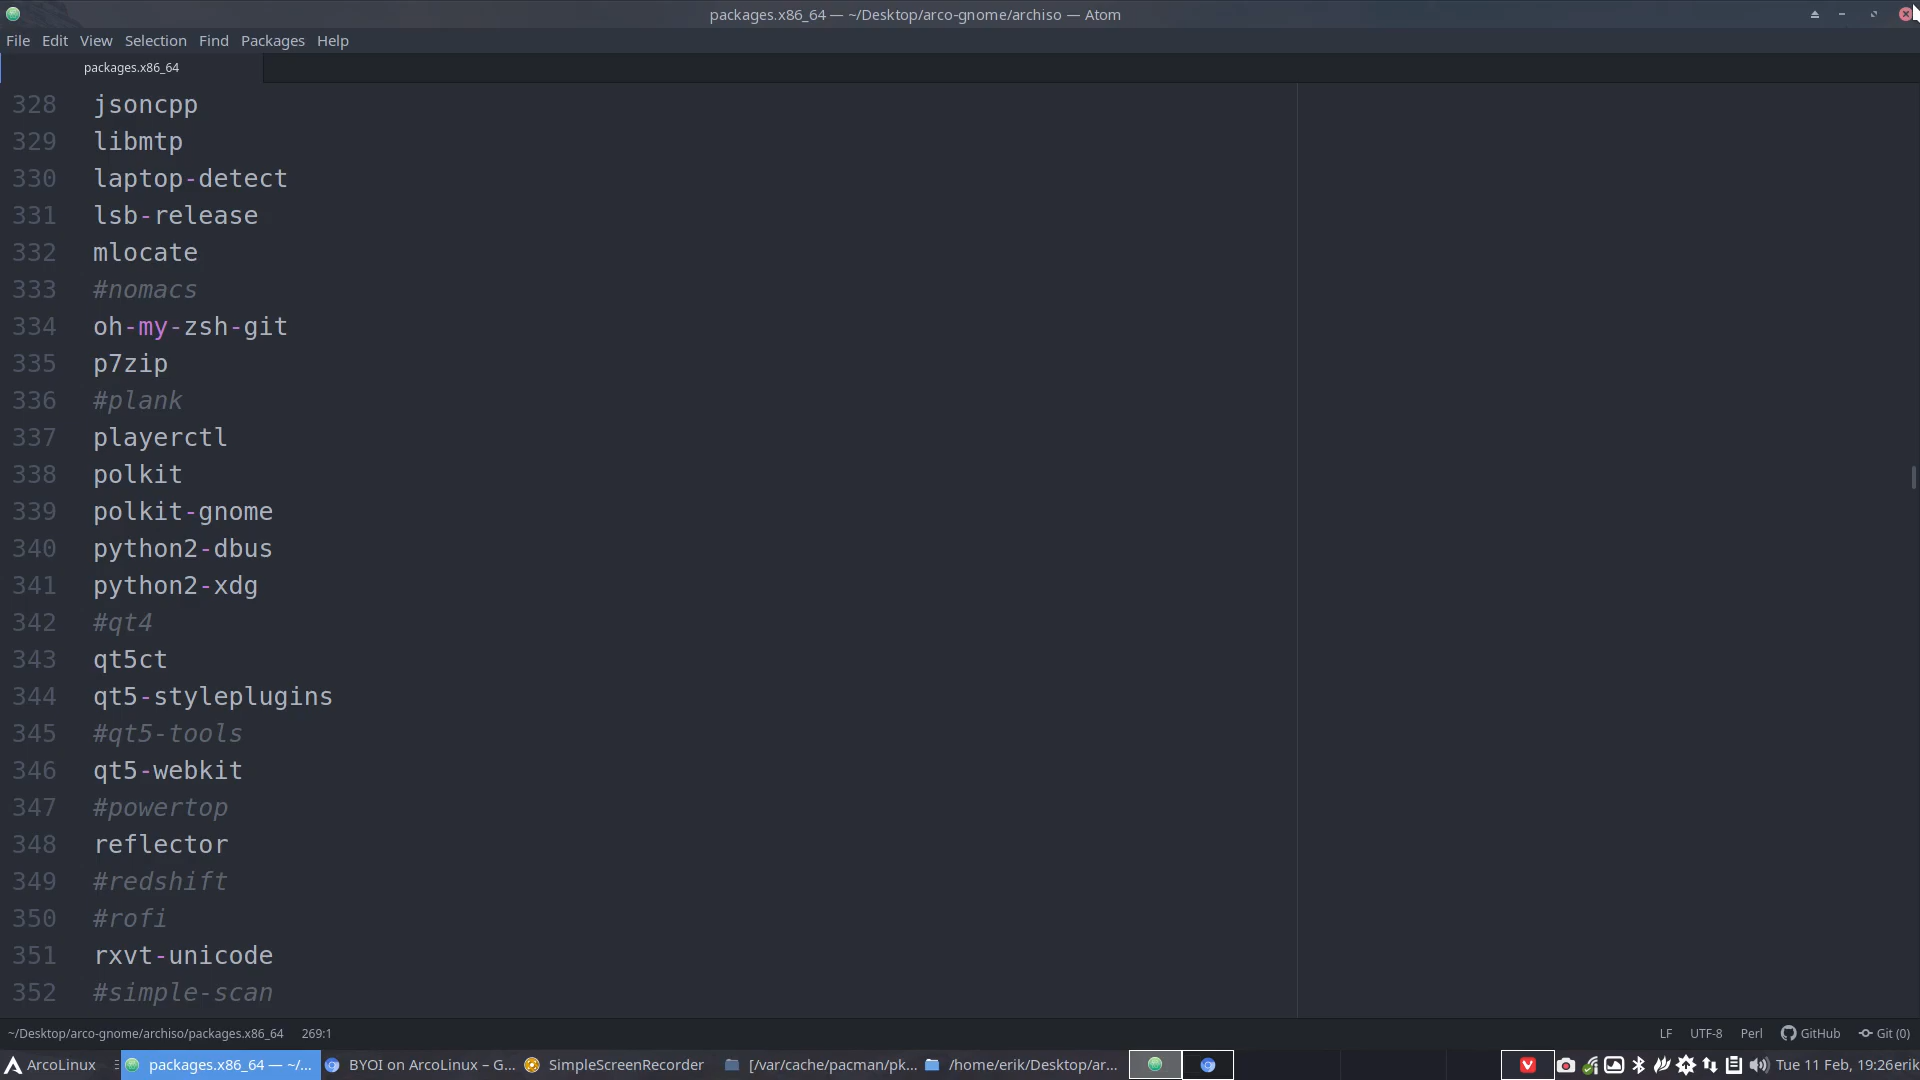 packages.x86_64 — ~/Desktop/arco-gnome/archiso — Atom
File Edit View Selection Find Packages Help
packages.x86_64
328 jsoncpp
329 libmtp
330 laptop-detect
331 lsb-release
332 mlocate
333 #nomacs
334 oh-my-zsh-git
335 p7zip
336 #plank
337 playerctl
338 polkit
339 polkit-gnome
340 python2-dbus
341 python2-xdg
342 #qt4
343 qt5ct
344 qt5-styleplugins
345 #qt5-tools
346 qt5-webkit
347 #powertop
348 reflector
349 #redshift
350 #rofi
351 rxvt-unicode
352 #simple-scan
~/Desktop/arco-gnome/archiso/packages.x86_64 269:1 LF UTF-8 Perl GitHub Git (0)
ArcoLinux packages.x86_64 — ~/... BYOI on ArcoLinux – G... SimpleScreenRecorder [/var/cache/pacman/pk... /home/erik/Desktop/ar... Tue 11 Feb, 19:26erik